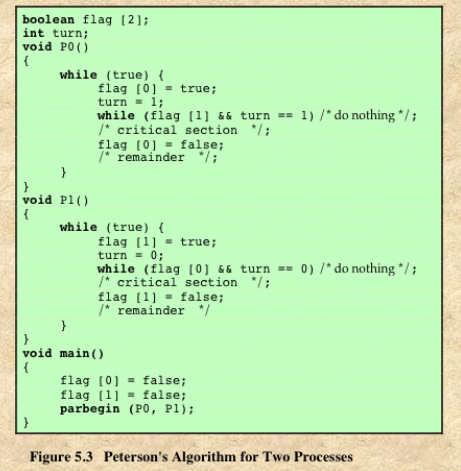 boolean flag [2];
int turn;
void P0()
{
while (true) {
flag [0] = true;
turn = 1;
while (flag [1] && turn == 1) /* do nothing */;
/* critical section */;
flag [0] = false;
/* remainder */;
}
}
void P1()
{
while (true) {
flag [1] = true;
turn = 0;
while (flag [0] && turn == 0) /* do nothing */;
/* critical section */;
flag [1] = false;
/* remainder */
}
}
void main()
{
flag [0] = false;
flag [1] = false;
parbegin (P0, P1);
}
Figure 5.3 Peterson's Algorithm for Two Processes